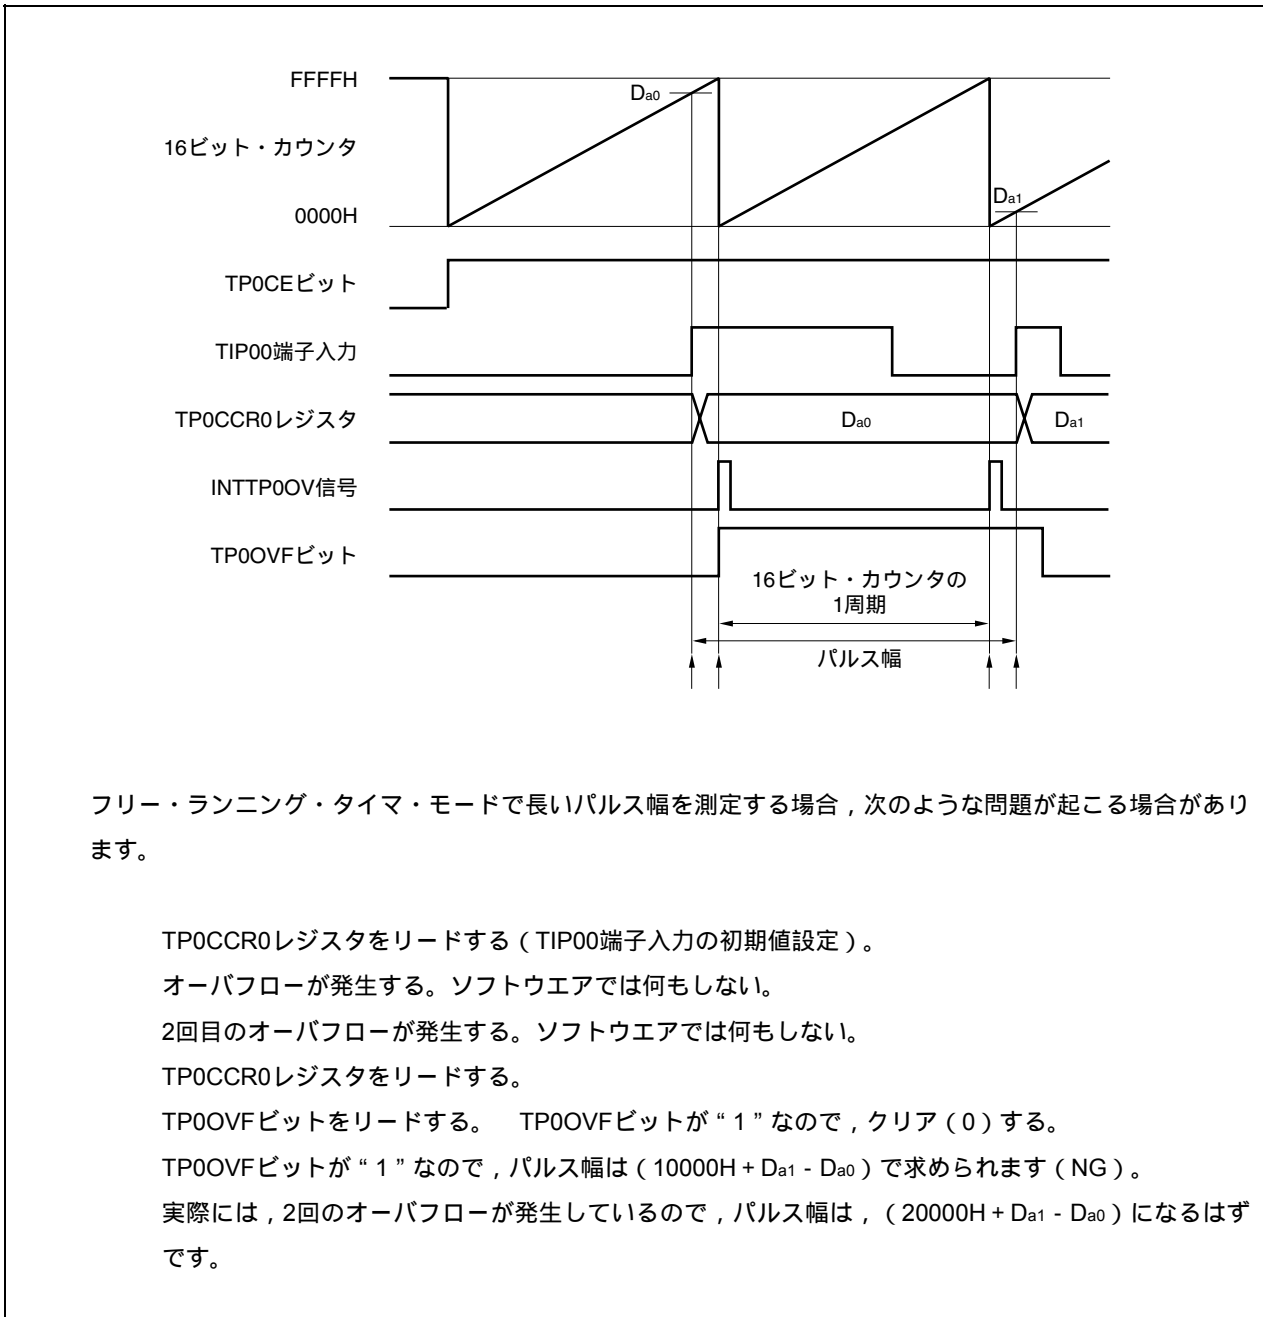 FFFFH
Da0
16ビット・カウンタ
Da1
0000H
TP0CEビット
TIP00端子入力
TP0CCR0レジスタ
Da0
Da1
INTTP0OV信号
TP0OVFビット
16ビット・カウンタの
1周期
パルス幅
フリー・ランニング・タイマ・モードで長いパルス幅を測定する場合，次のような問題が起こる場合があり
ます。
TP0CCR0レジスタをリードする（TIP00端子入力の初期値設定）。
オーバフローが発生する。ソフトウエアでは何もしない。
2回目のオーバフローが発生する。ソフトウエアでは何もしない。
TP0CCR0レジスタをリードする。
TP0OVFビットをリードする。　TP0OVFビットが“1”なので，クリア（0）する。
TP0OVFビットが“1”なので，パルス幅は（10000H + Da1 - Da0）で求められます（NG）。
実際には，2回のオーバフローが発生しているので，パルス幅は，（20000H + Da1 - Da0）になるはず
です。